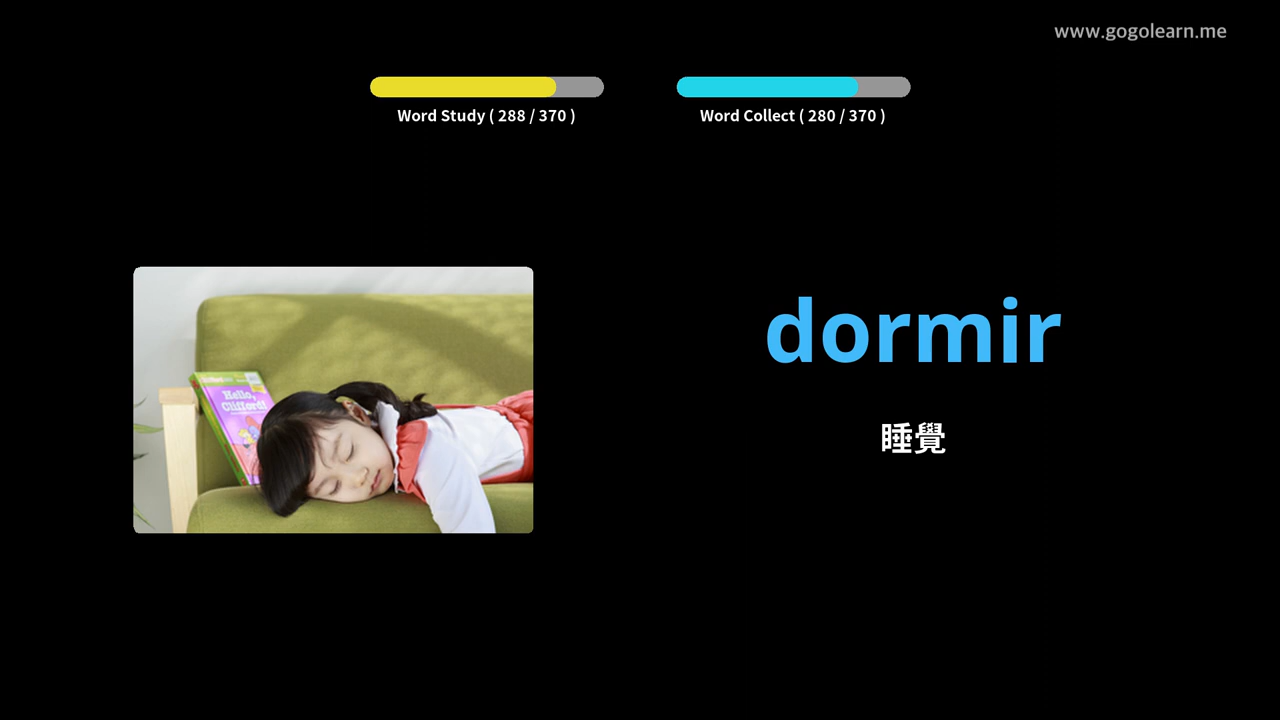 www.gogolearn.me
Word Study ( 288 / 370 )
Word Collect ( 280 / 370 )
Hello,
Clifford!
dormir
睡覺